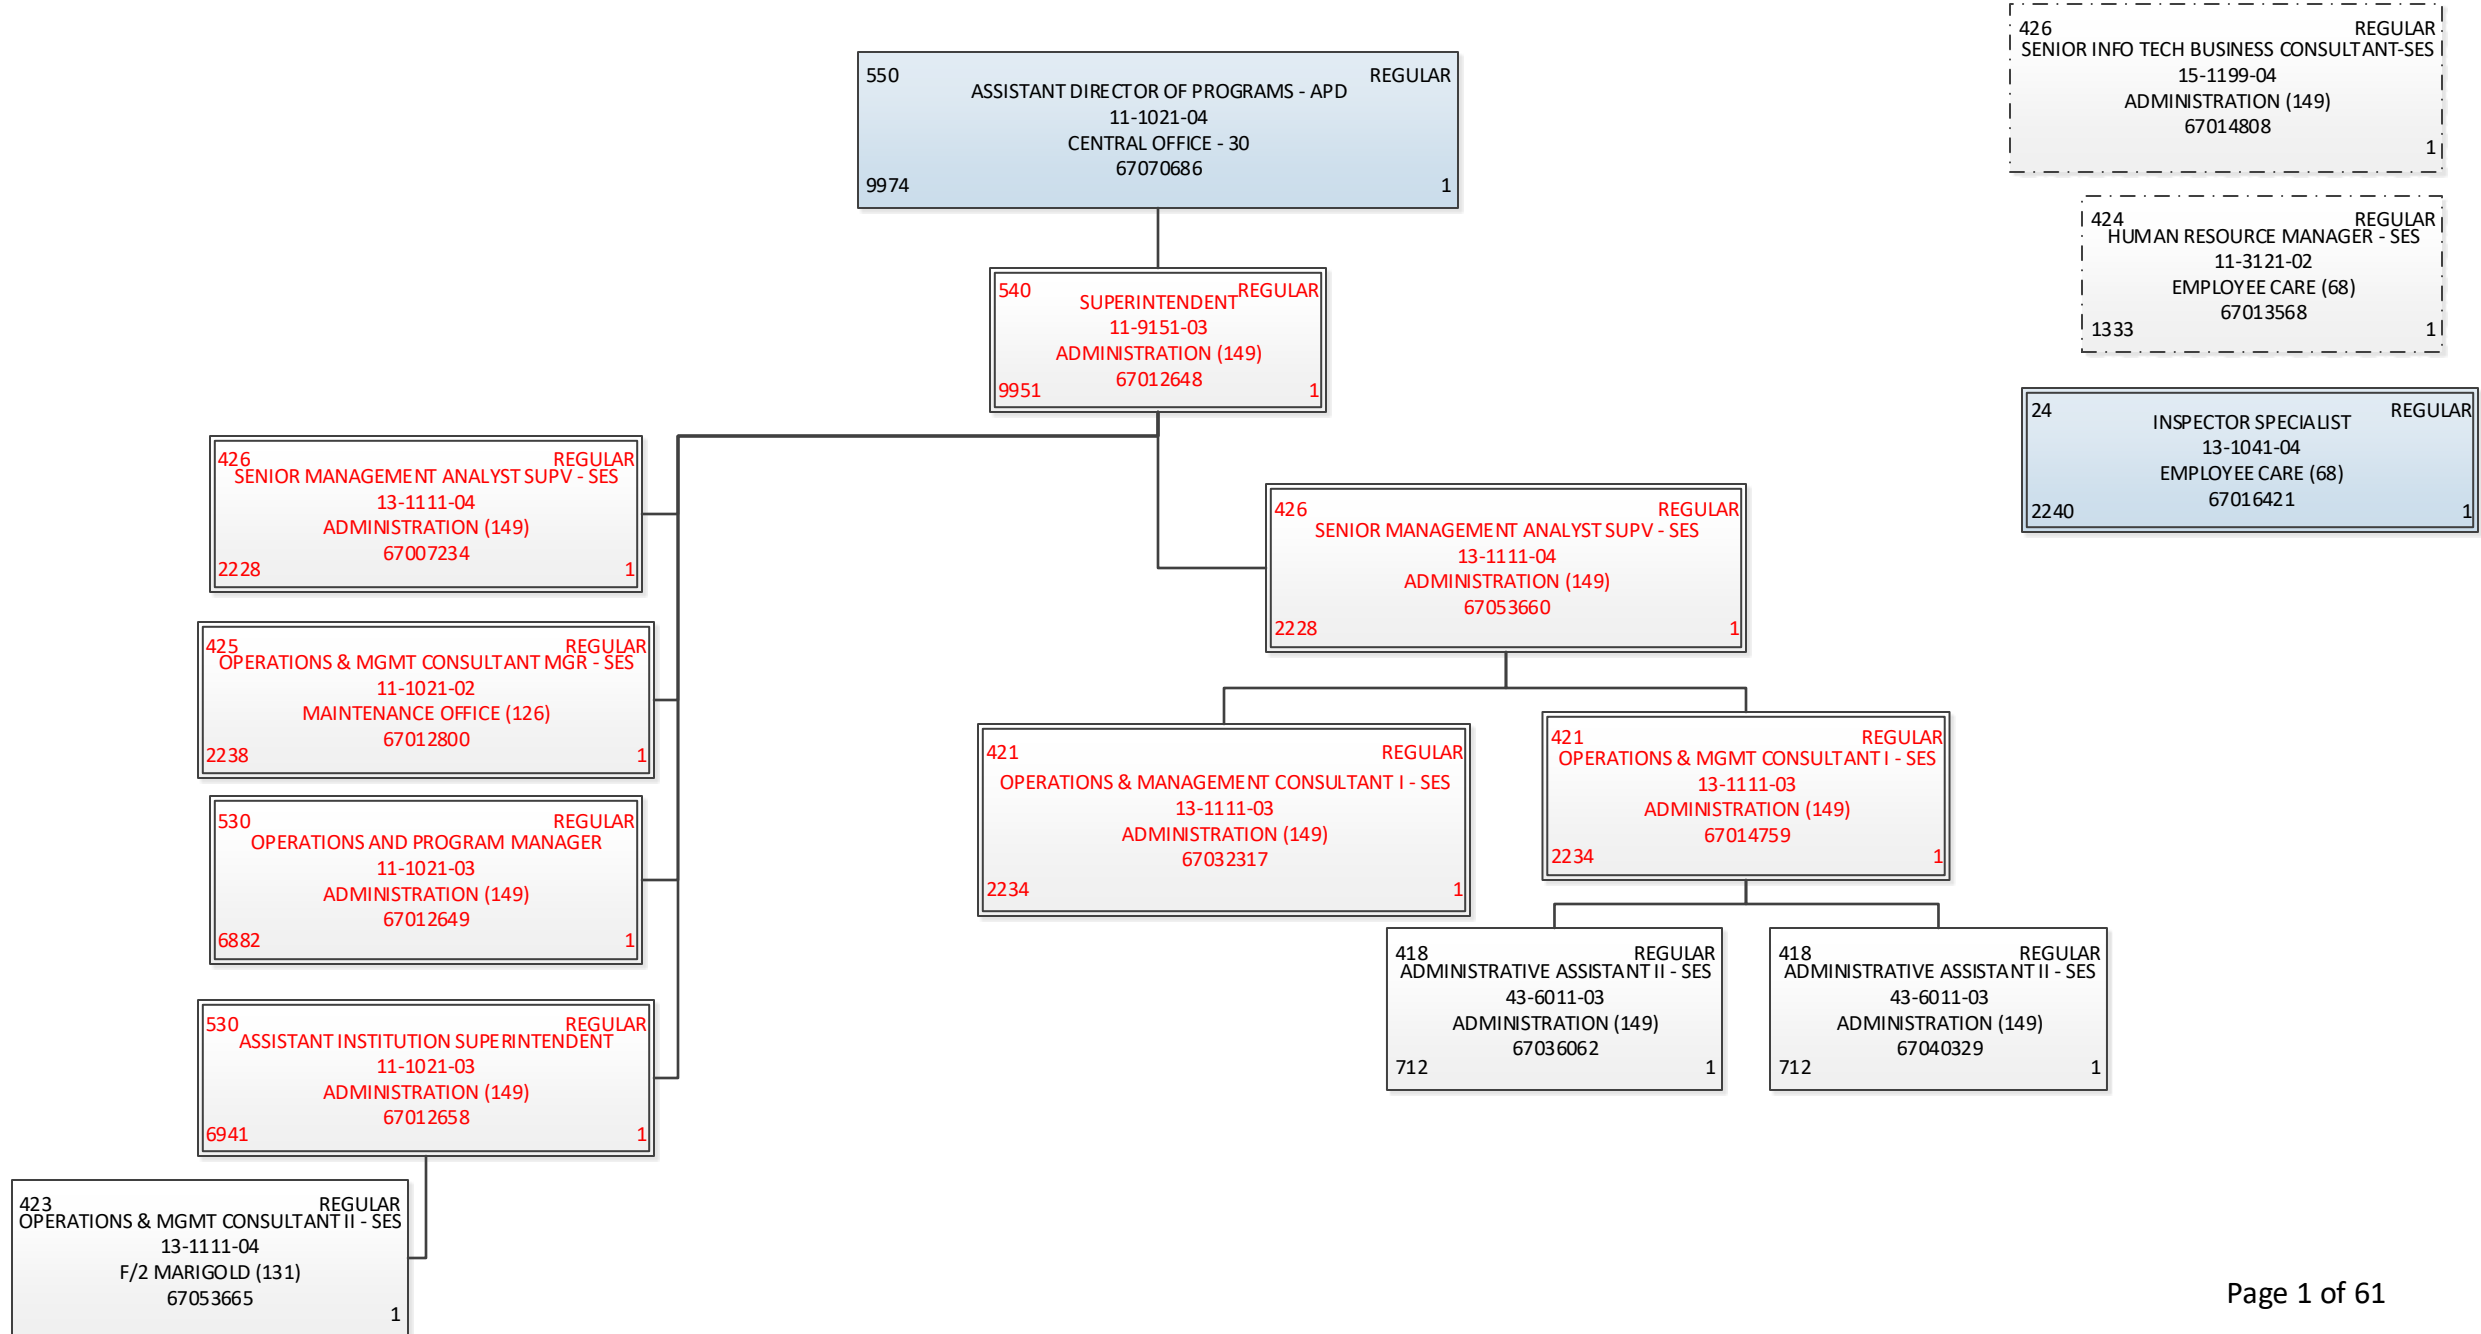 550 REGULAR
ASSISTANT DIRECTOR OF PROGRAMS - APD
11-1021-04
CENTRAL OFFICE - 30
67070686
9974 1
426 REGULAR
SENIOR INFO TECH BUSINESS CONSULTANT-SES
15-1199-04
ADMINISTRATION (149)
67014808
1
424 REGULAR
HUMAN RESOURCE MANAGER - SES
11-3121-02
EMPLOYEE CARE (68)
67013568
1333 1
540 REGULAR
SUPERINTENDENT
11-9151-03
ADMINISTRATION (149)
67012648
9951 1
24 REGULAR
INSPECTOR SPECIALIST
13-1041-04
EMPLOYEE CARE (68)
67016421
2240 1
426 REGULAR
SENIOR MANAGEMENT ANALYST SUPV - SES
13-1111-04
ADMINISTRATION (149)
67007234
2228 1
426 REGULAR
SENIOR MANAGEMENT ANALYST SUPV - SES
13-1111-04
ADMINISTRATION (149)
67053660
2228 1
425 REGULAR
OPERATIONS & MGMT CONSULTANT MGR - SES
11-1021-02
MAINTENANCE OFFICE (126)
67012800
2238 1
421 REGULAR
OPERATIONS & MANAGEMENT CONSULTANT I - SES
13-1111-03
ADMINISTRATION (149)
67032317
2234 1
421 REGULAR
OPERATIONS & MGMT CONSULTANT I - SES
13-1111-03
ADMINISTRATION (149)
67014759
2234 1
530 REGULAR
OPERATIONS AND PROGRAM MANAGER
11-1021-03
ADMINISTRATION (149)
67012649
6882 1
418 REGULAR
ADMINISTRATIVE ASSISTANT II - SES
43-6011-03
ADMINISTRATION (149)
67036062
712 1
418 REGULAR
ADMINISTRATIVE ASSISTANT II - SES
43-6011-03
ADMINISTRATION (149)
67040329
712 1
530 REGULAR
ASSISTANT INSTITUTION SUPERINTENDENT
11-1021-03
ADMINISTRATION (149)
67012658
6941 1
423 REGULAR
OPERATIONS & MGMT CONSULTANT II - SES
13-1111-04
F/2 MARIGOLD (131)
67053665
1
Page 1 of 61